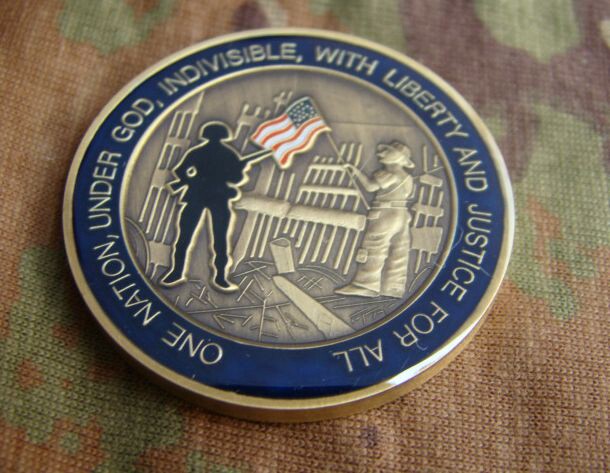 ONE NATION, UNDER GOD, INDIVISIBLE, WITH LIBERTY AND JUSTICE FOR ALL